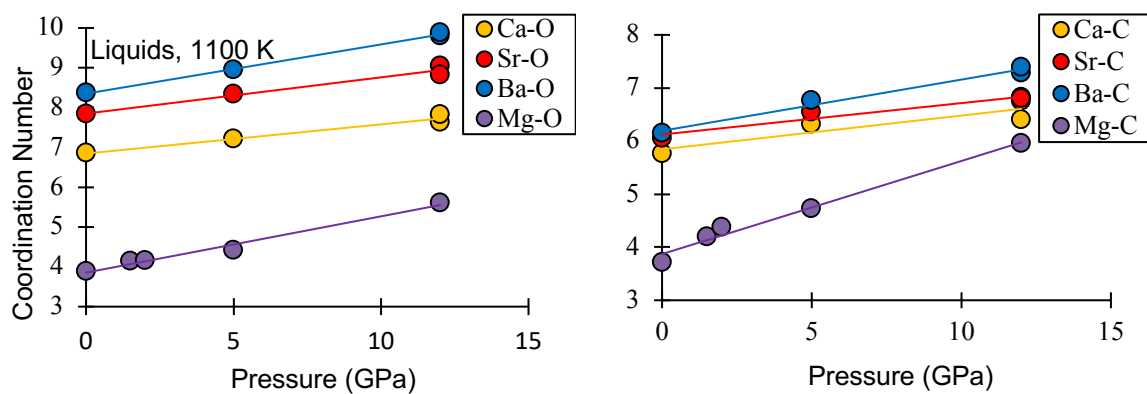 10
9
8
7
6
5
4
3
0
5
10
15
Coordination Number
Pressure (GPa)
Liquids, 1100 K
Ca-O
Sr-O
Ba-O
Mg-O
8
7
6
5
4
3
0
5
10
15
Pressure (GPa)
Ca-C
Sr-C
Ba-C
Mg-C